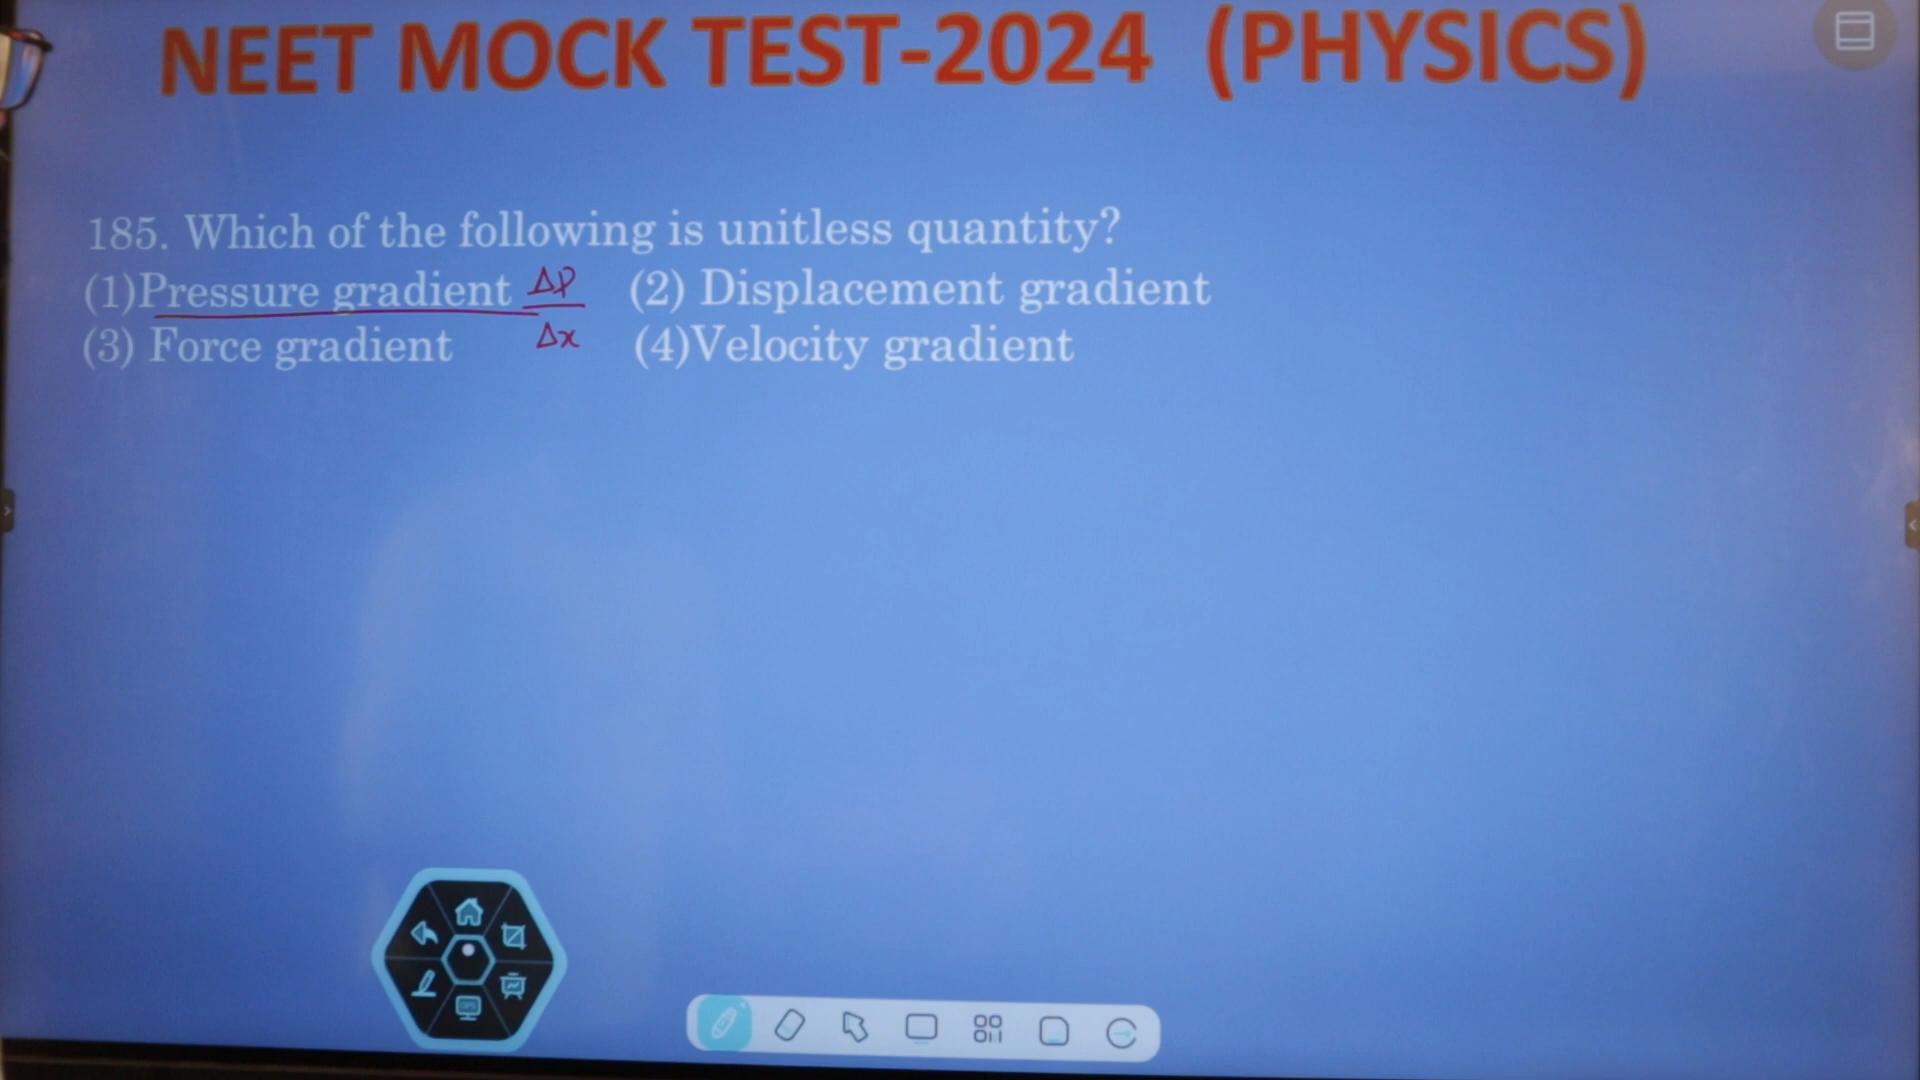 NEET MOCK TEST-2024 (PHYSICS)
185. Which of the following is unitless quantity?
(1)Pressure gradient ΔP/Δx (2) Displacement gradient
(3) Force gradient (4)Velocity gradient